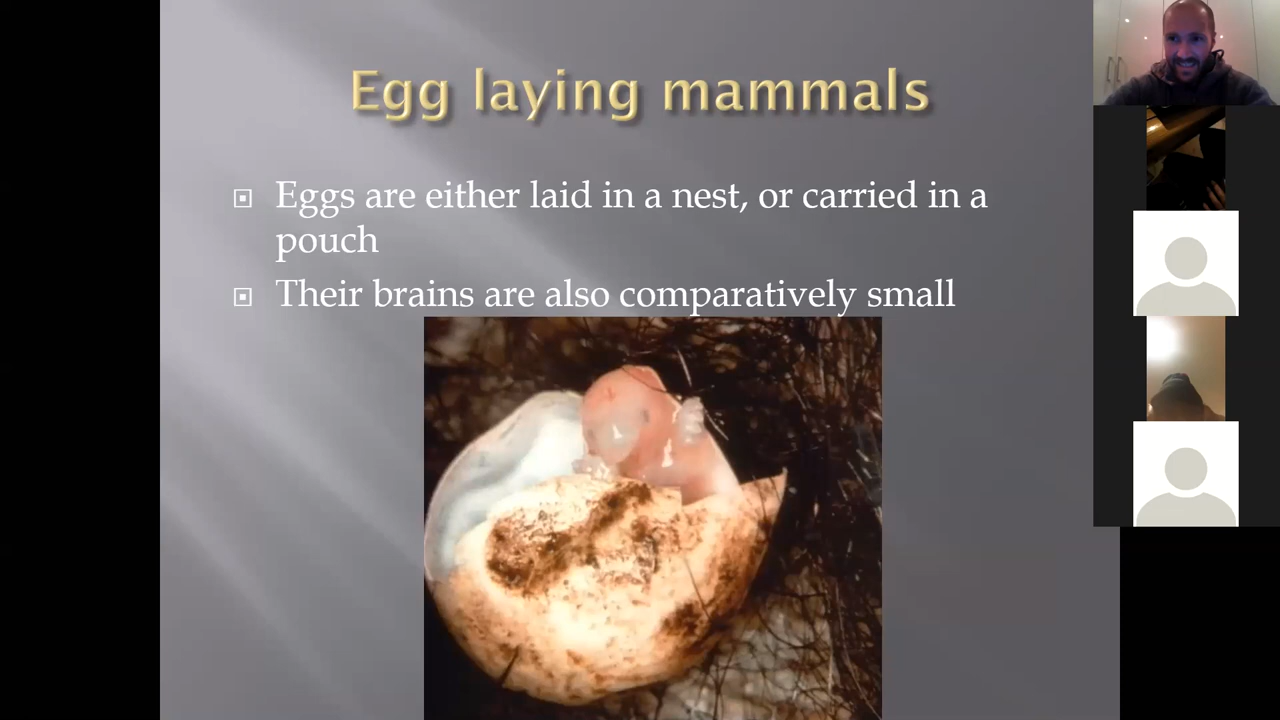 Egg laying mammals
Eggs are either laid in a nest, or carried in a
pouch
Their brains are also comparatively small